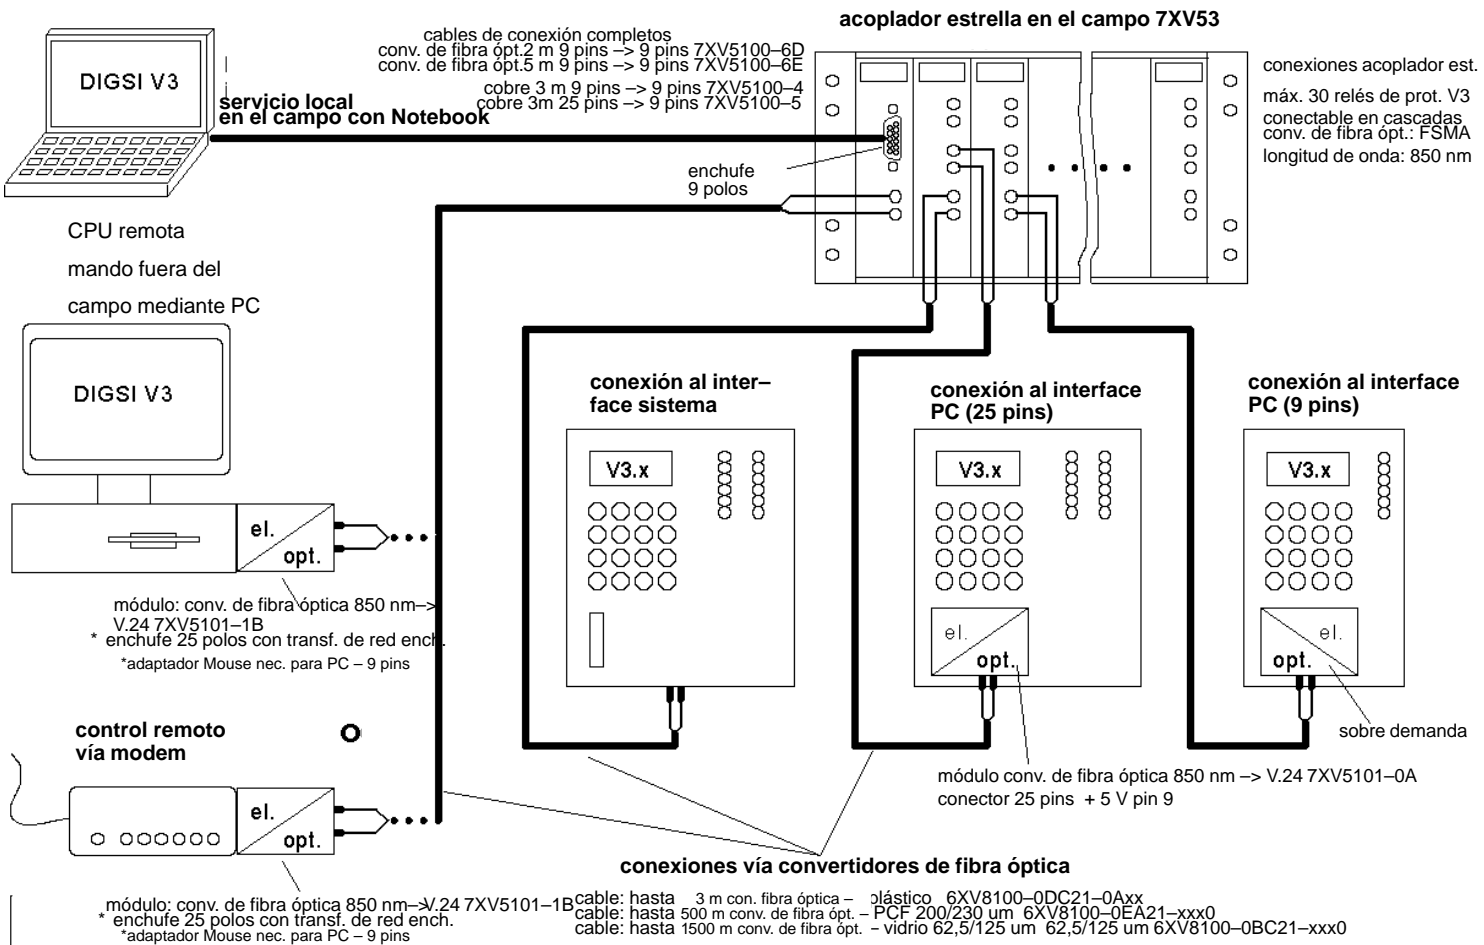 acoplador estrella en el campo 7XV53
cables de conexión completos
conv. de fibra ópt.2 m 9 pins –> 9 pins 7XV5100–6D
conv. de fibra ópt.5 m 9 pins –> 9 pins 7XV5100–6E
cobre 3 m 9 pins –> 9 pins 7XV5100–4
cobre 3m 25 pins –> 9 pins 7XV5100–5
DIGSI V3
servicio local
en el campo con Notebook
conexiones acoplador est.
máx. 30 relés de prot. V3
conectable en cascadas
conv. de fibra ópt.: FSMA
longitud de onda: 850 nm
enchufe
9 polos
CPU remota
mando fuera del
campo mediante PC
DIGSI V3
conexión al inter–
face sistema
conexión al interface
PC (25 pins)
conexión al interface
PC (9 pins)
V3.x
V3.x
V3.x
el.
opt.
el.
opt.
el.
opt.
módulo: conv. de fibra óptica 850 nm–>
V.24 7XV5101–1B
* enchufe 25 polos con transf. de red ench.
*adaptador Mouse nec. para PC – 9 pins
sobre demanda
control remoto
vía modem
módulo conv. de fibra óptica 850 nm –> V.24 7XV5101–0A
conector 25 pins + 5 V pin 9
el.
opt.
conexiones vía convertidores de fibra óptica
módulo: conv. de fibra óptica 850 nm–>V.24 7XV5101–1B
* enchufe 25 polos con transf. de red ench.
*adaptador Mouse nec. para PC – 9 pins
cable: hasta 3 m con. fibra óptica – plástico 6XV8100–0DC21–0Axx
cable: hasta 500 m conv. de fibra ópt. – PCF 200/230 um 6XV8100–0EA21–xxx0
cable: hasta 1500 m conv. de fibra ópt. – vidrio 62,5/125 um 62,5/125 um 6XV8100–0BC21–xxx0